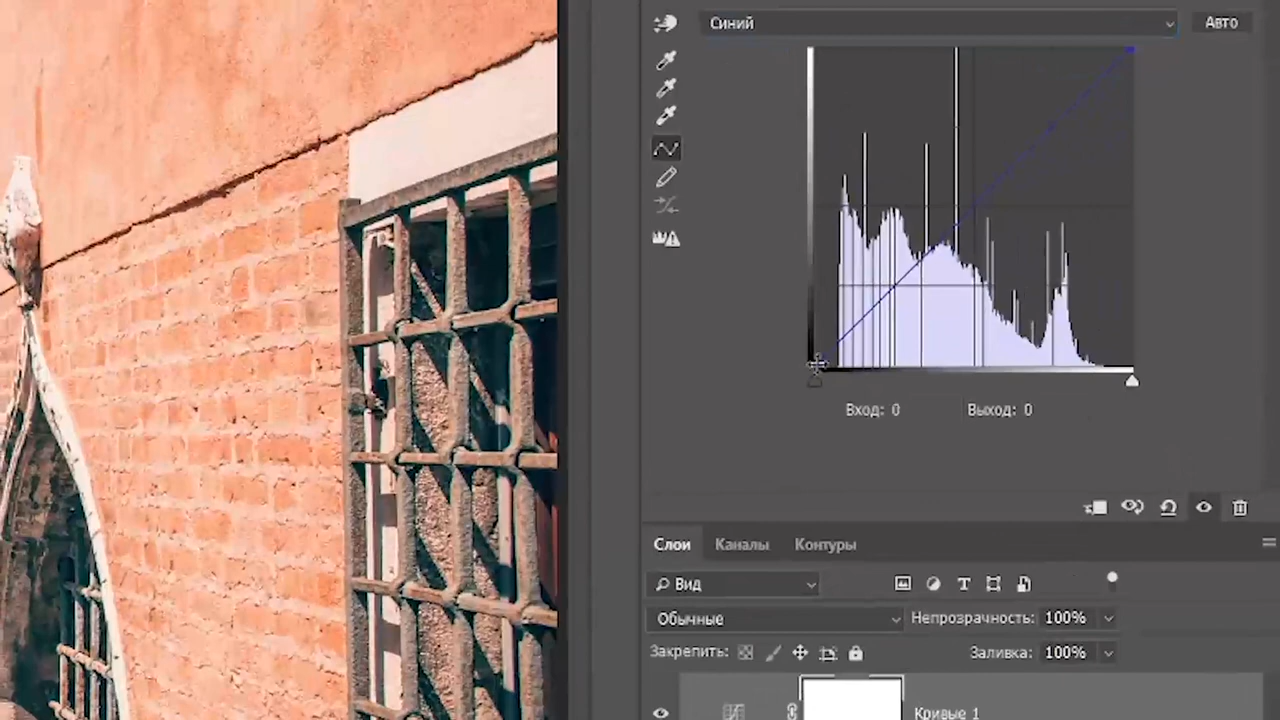 Синий
Авто
Вход: 0 Выход: 0
Слои Каналы Контуры
Вид
Обычные Непрозрачность: 100%
Закрепить: Заливка: 100%
Кривые 1